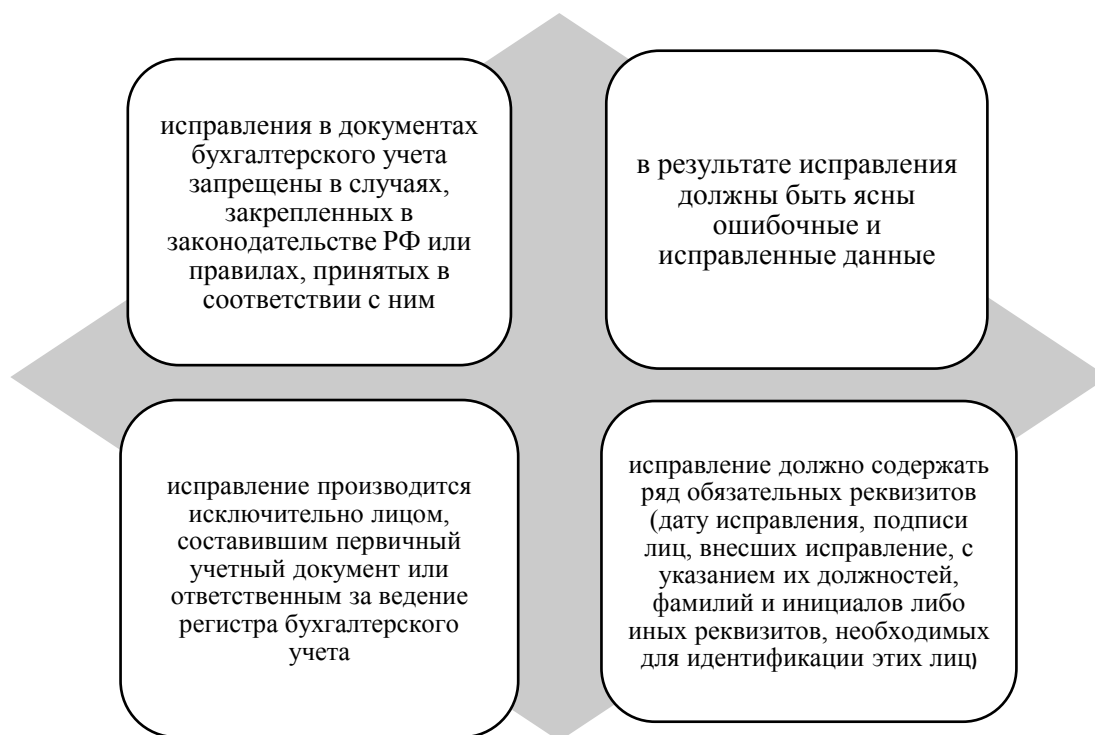 исправления в документах
бухгалтерского учета
запрещены в случаях,
закрепленных в
законодательстве РФ или
правилах, принятых в
соответствии с ним
в результате исправления
должны быть ясны
ошибочные и
исправленные данные
исправление производится
исключительно лицом,
составившим первичный
учетный документ или
ответственным за ведение
регистра бухгалтерского
учета
исправление должно содержать
ряд обязательных реквизитов
(дату исправления, подписи
лиц, внесших исправление, с
указанием их должностей,
фамилий и инициалов либо
иных реквизитов, необходимых
для идентификации этих лиц)